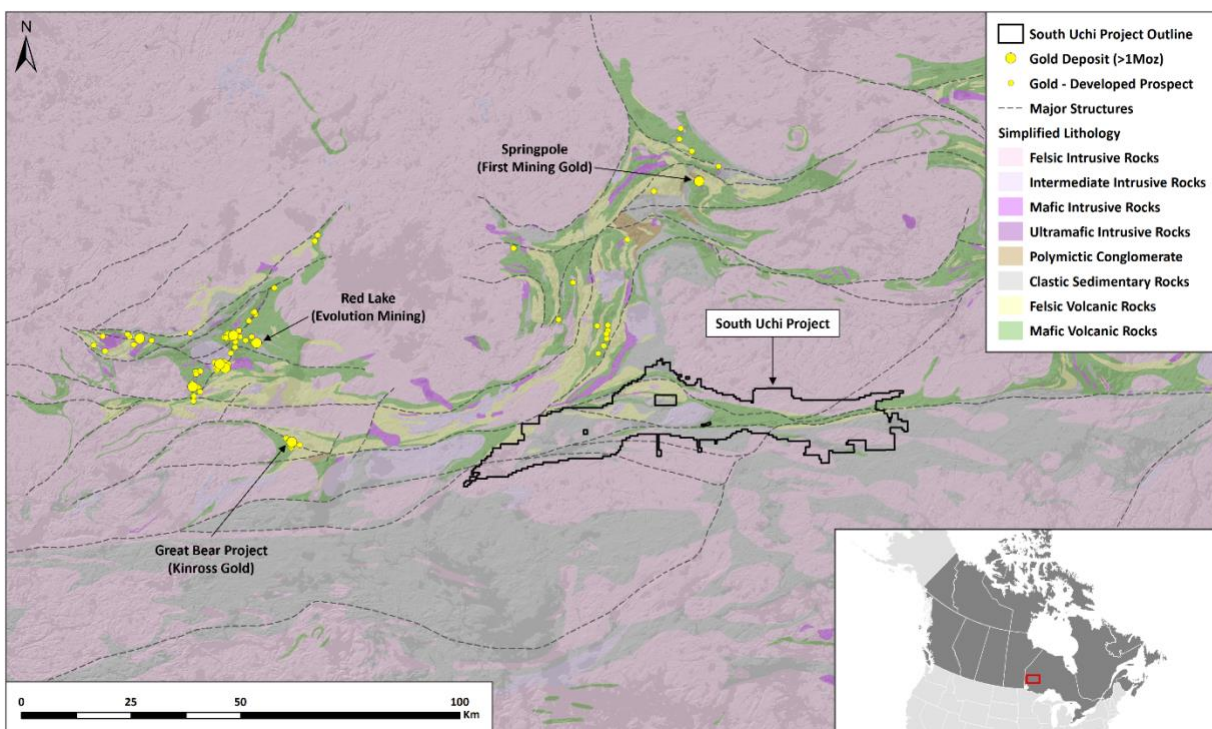 N
South Uchi Project Outline
Gold Deposit (>1Moz)
Gold - Developed Prospect
Major Structures
Simplified Lithology
Felsic Intrusive Rocks
Intermediate Intrusive Rocks
Mafic Intrusive Rocks
Ultramafic Intrusive Rocks
Polymictic Conglomerate
Clastic Sedimentary Rocks
Felsic Volcanic Rocks
Mafic Volcanic Rocks
Springpole
(First Mining Gold)
Red Lake
(Evolution Mining)
South Uchi Project
Great Bear Project
(Kinross Gold)
0 25 50 100
Km